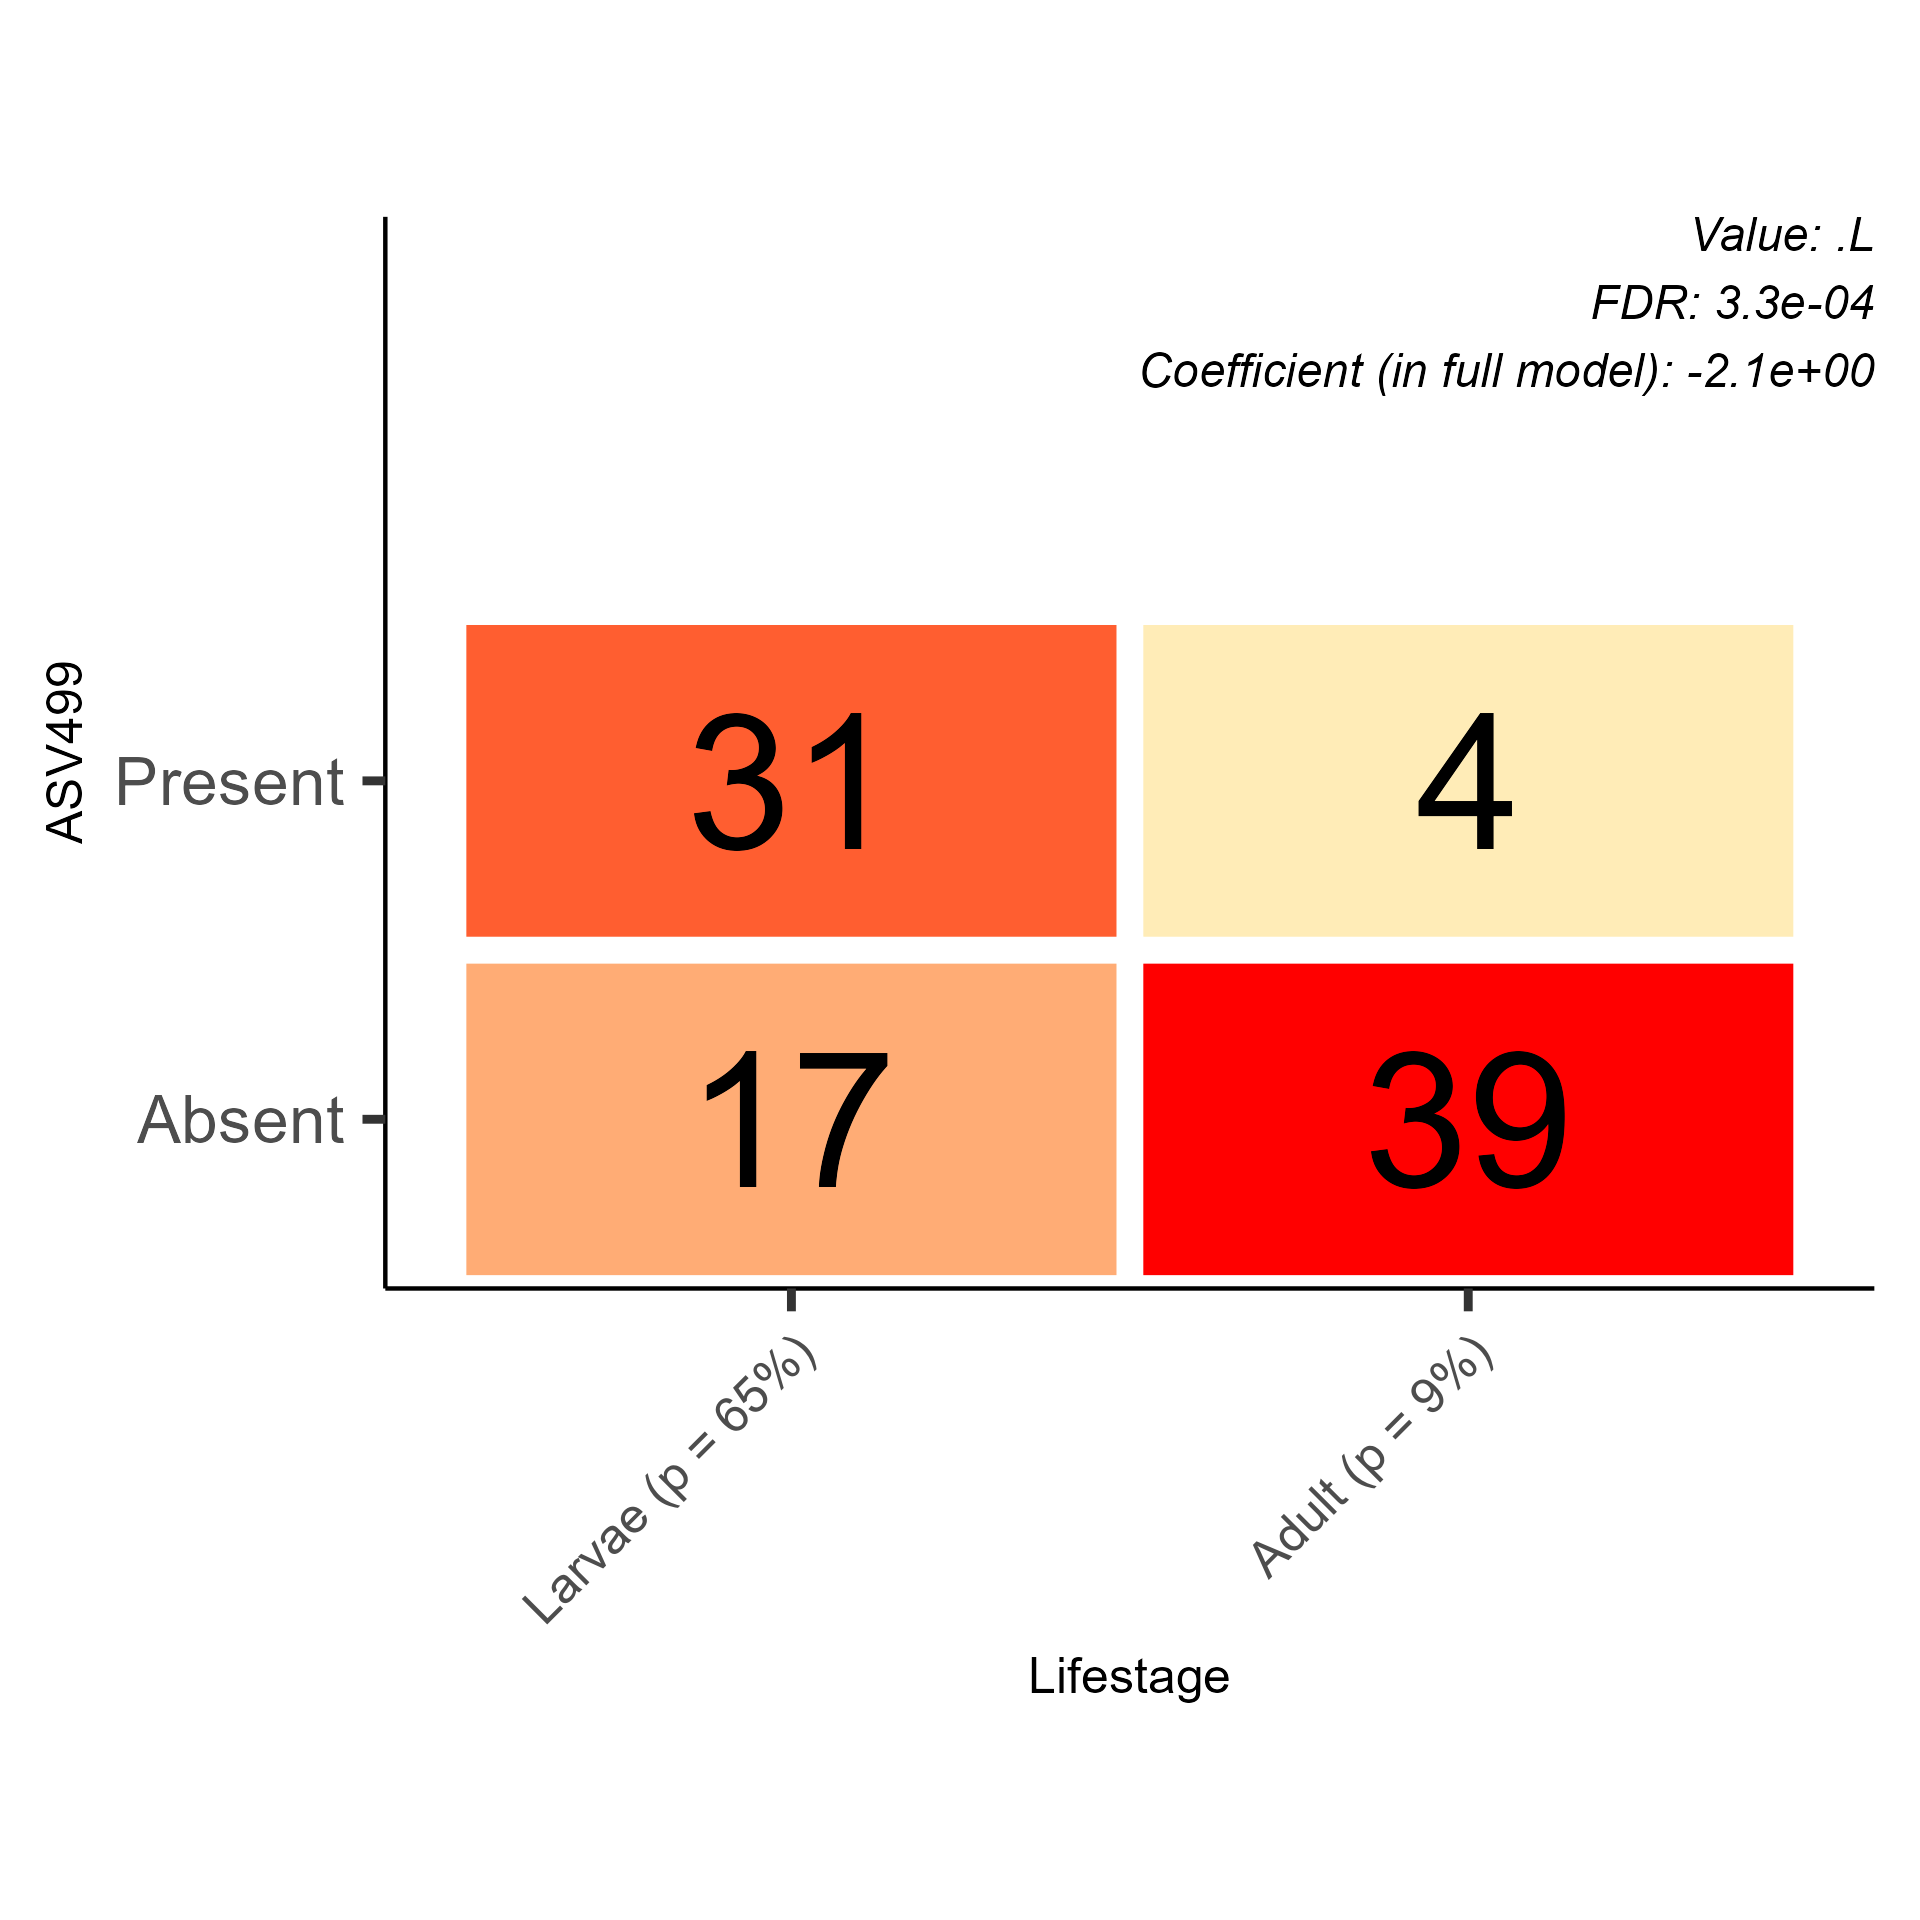 Value: .L
FDR: 3.3e-04
Coefficient (in full model): -2.1e+00
ASV499
Present
31
4
Absent
17
39
Larvae (p = 65%)
Adult (p = 9%)
Lifestage